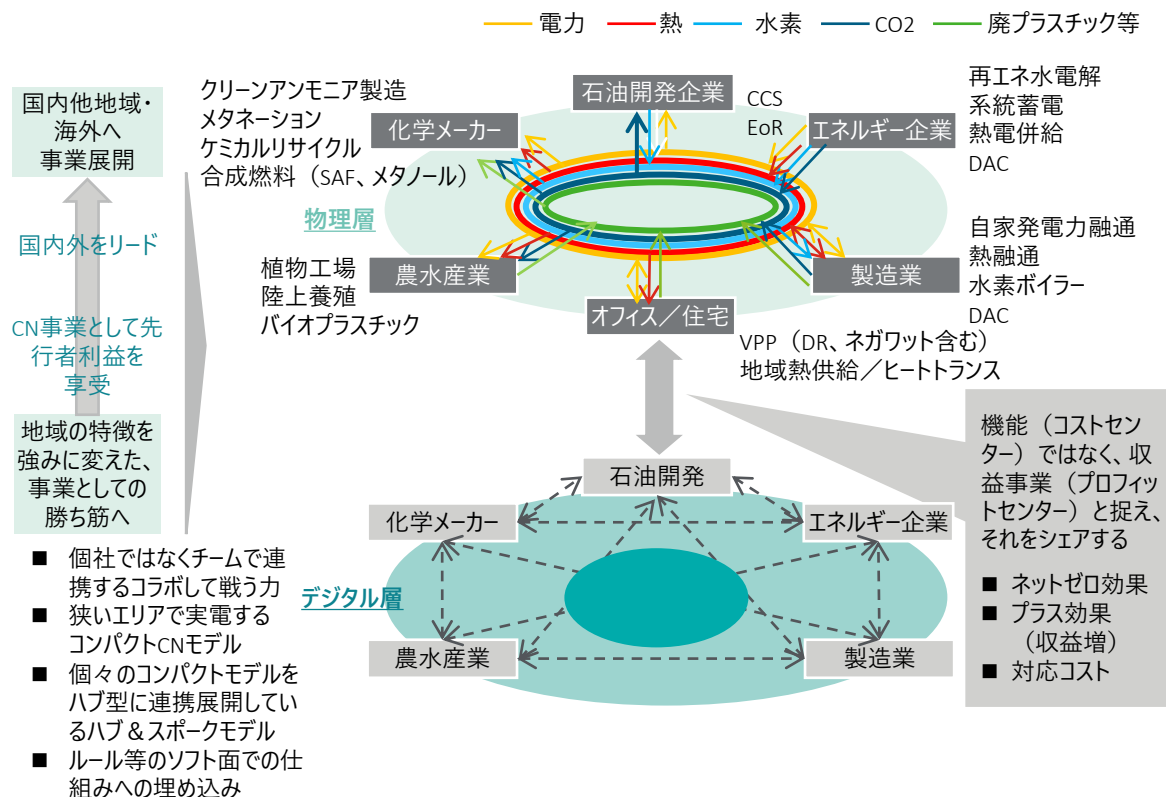 電力
熱
水素
CO2
廃プラスチック等
国内他地域・
海外へ
事業展開
国内外をリード
CN事業として先
行者利益を
享受
地域の特徴を
強みに変えた、
事業としての
勝ち筋へ
■ 個社ではなくチームで連
携するコラボして戦う力
■ 狭いエリアで実電する
コンパクトCNモデル
■ 個々のコンパクトモデルを
ハブ型に連携展開してい
るハブ＆スポークモデル
■ ルール等のソフト面での仕
組みへの埋め込み
クリーンアンモニア製造
メタネーション
ケミカルリサイクル
合成燃料（SAF、メタノール）
化学メーカー
石油開発企業
CCS
EoR
エネルギー企業
再エネ水電解
系統蓄電
熱電併給
DAC
物理層
植物工場
陸上養殖
バイオプラスチック
農水産業
オフィス／住宅
VPP（DR、ネガワット含む）
地域熱供給／ヒートトランス
製造業
自家発電力融通
熱融通
水素ボイラー
DAC
石油開発
化学メーカー
エネルギー企業
デジタル層
農水産業
製造業
機能（コストセン
ター）ではなく、収
益事業（プロフィッ
トセンター）と捉え、
それをシェアする
■ ネットゼロ効果
■ プラス効果
（収益増）
■ 対応コスト